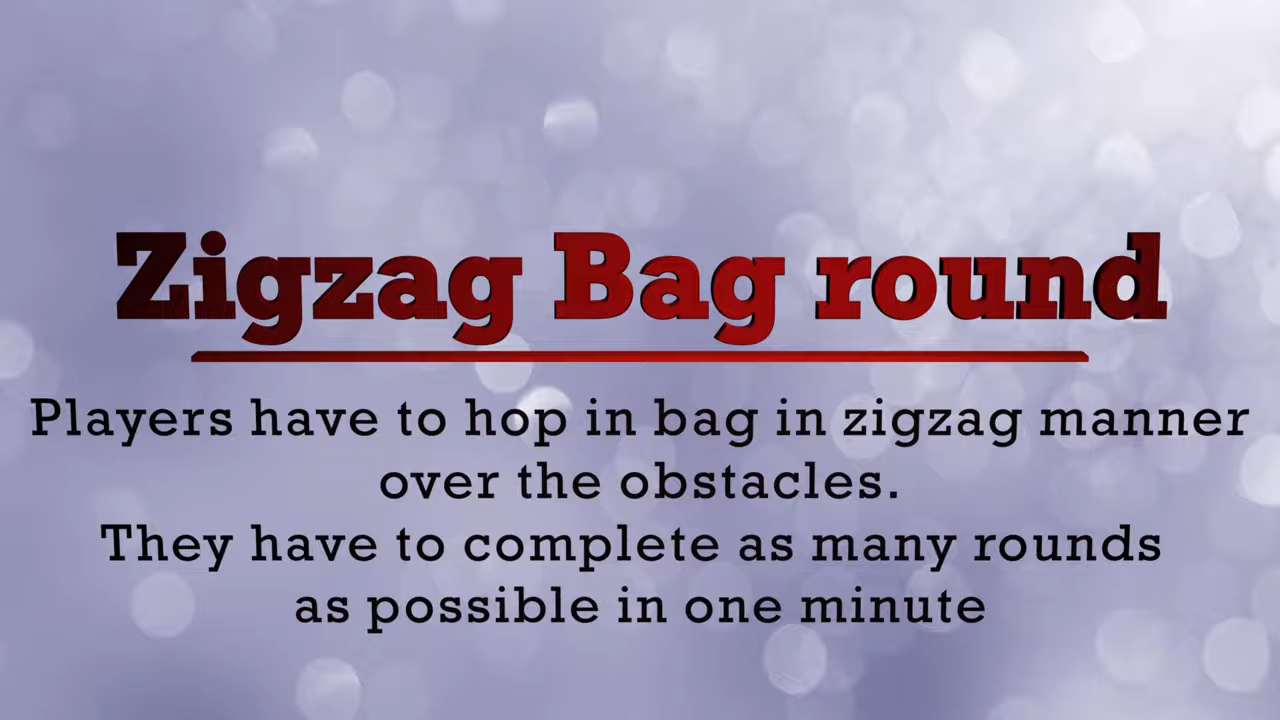 Zigzag Bag round
Players have to hop in bag in zigzag manner
over the obstacles.
They have to complete as many rounds
as possible in one minute